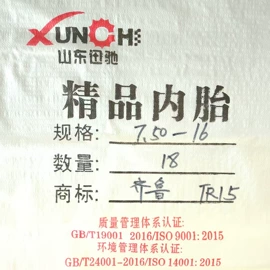 XUNCH
山东迅驰
精品内胎
规格: 7.50-16
数量: 18
商标: 齐鲁 TR15
质量管理体系认证:
GB/T19001 2016/ISO 9001: 2015
环境管理体系认证:
GB/T24001-2016/ISO 14001: 2015